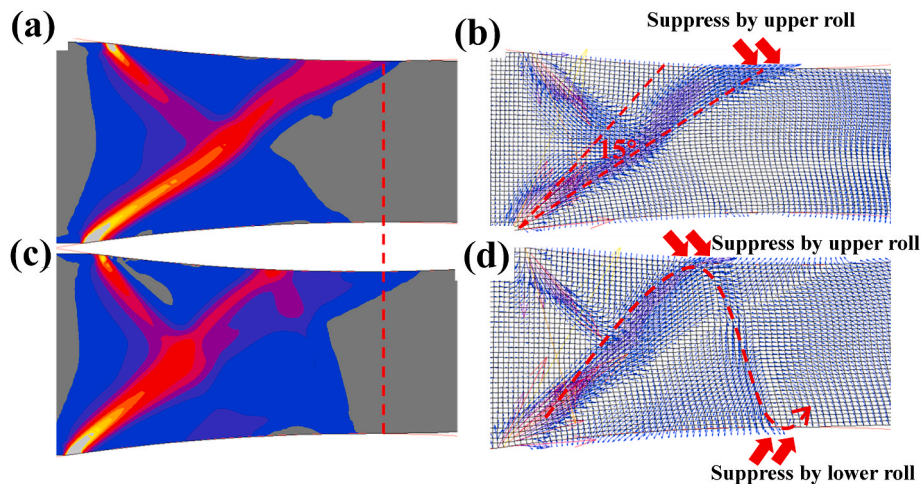 (a)
(b)
Suppress by upper roll
15°
(c)
(d)
Suppress by upper roll
Suppress by lower roll